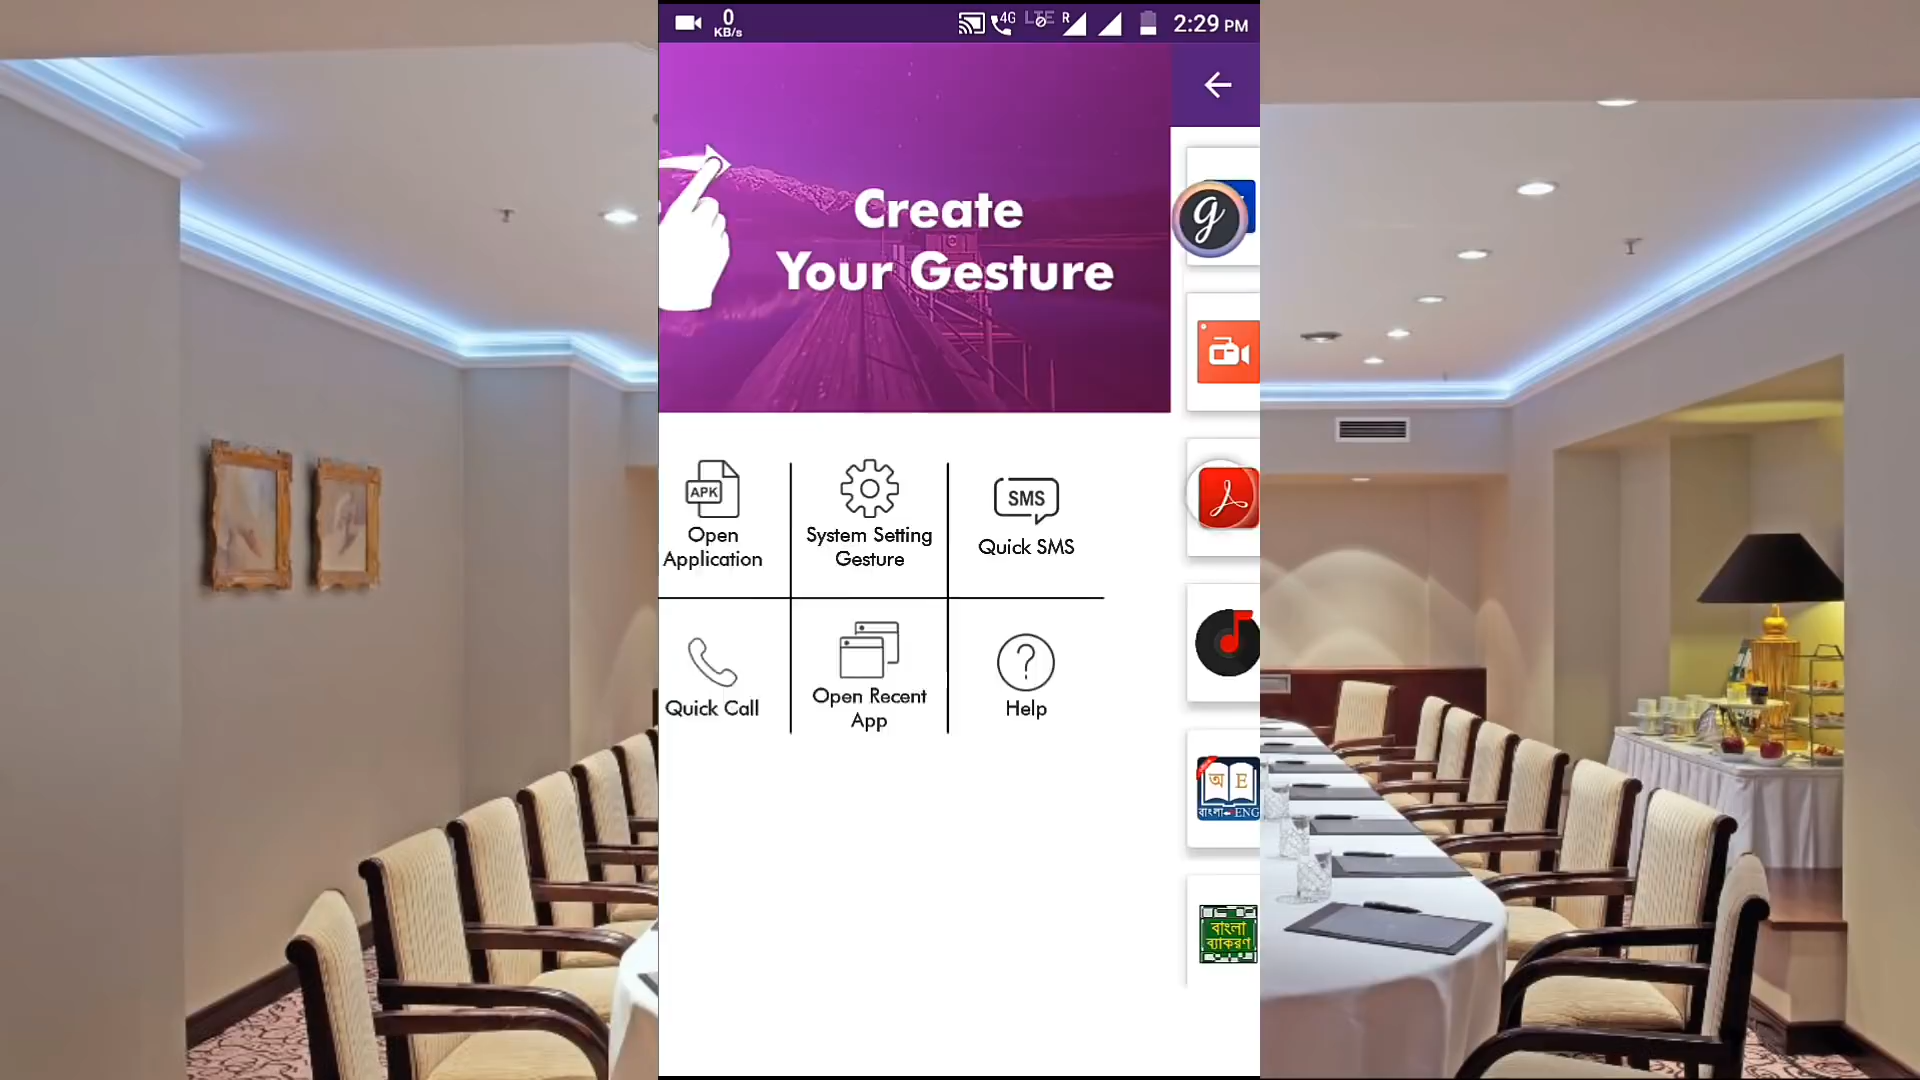 0
KB/s
4G
LTE
R
2:29 PM
Create
Your Gesture
g
APK
Open
Application
System Setting
Gesture
SMS
Quick SMS
Quick Call
Open Recent
App
?
Help
অ E
বাংলা ENG
বাংলা
ব্যাকরণ